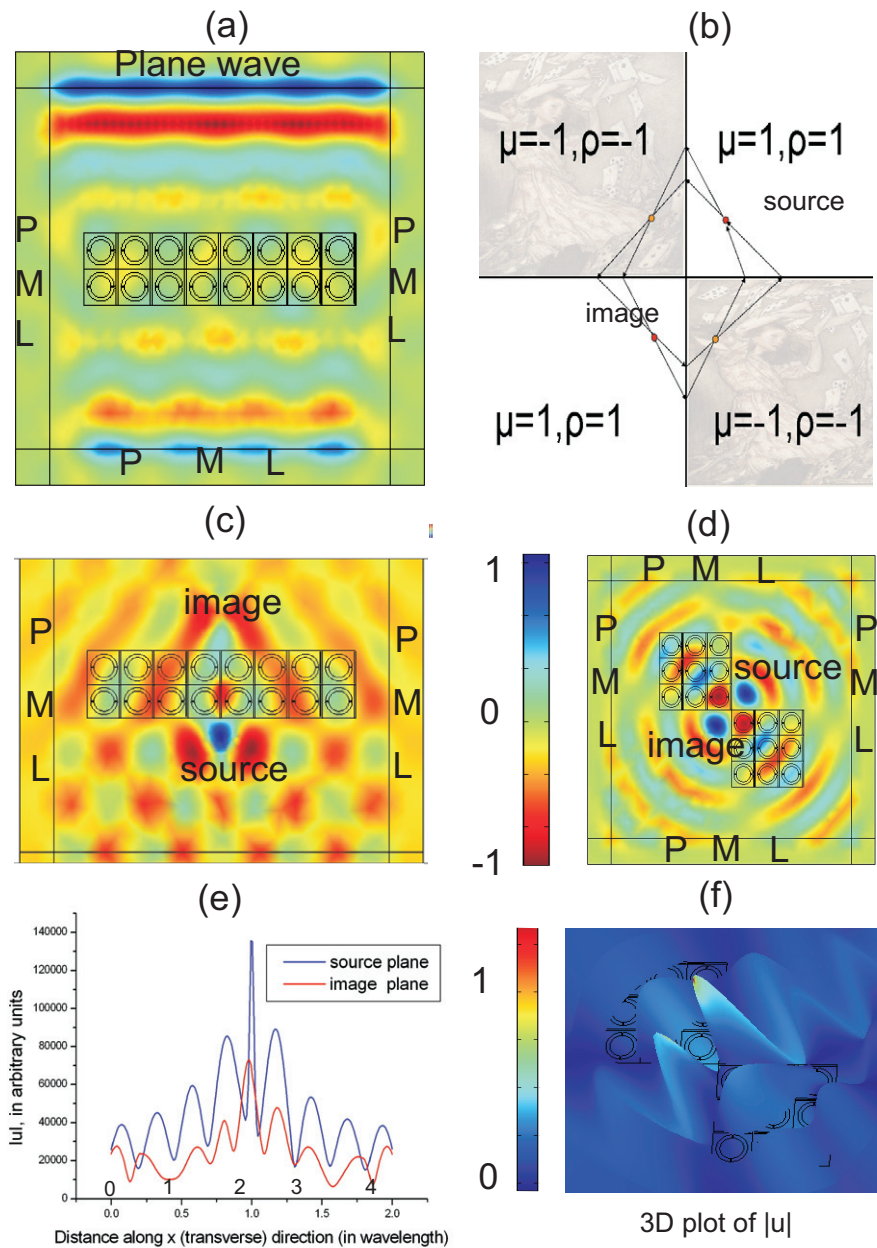 (a)
Plane wave
P
M
L
P
M
L
P M L
(b)
μ=-1,ρ=-1
μ=1,ρ=1
source
image
μ=1,ρ=1
μ=-1,ρ=-1
(c)
image
P
M
L
P
M
L
source
1
0
-1
(d)
P M L
P
M
L
P
M
L
source
image
P M L
(e)
140000
120000
100000
80000
60000
40000
20000
0
source plane
image plane
IuI, in arbitrary units
0 1 2 3 4
0.0 0.5 1.0 1.5 2.0
Distance along x (transverse) direction (in wavelength)
(f)
1
0
3D plot of |u|